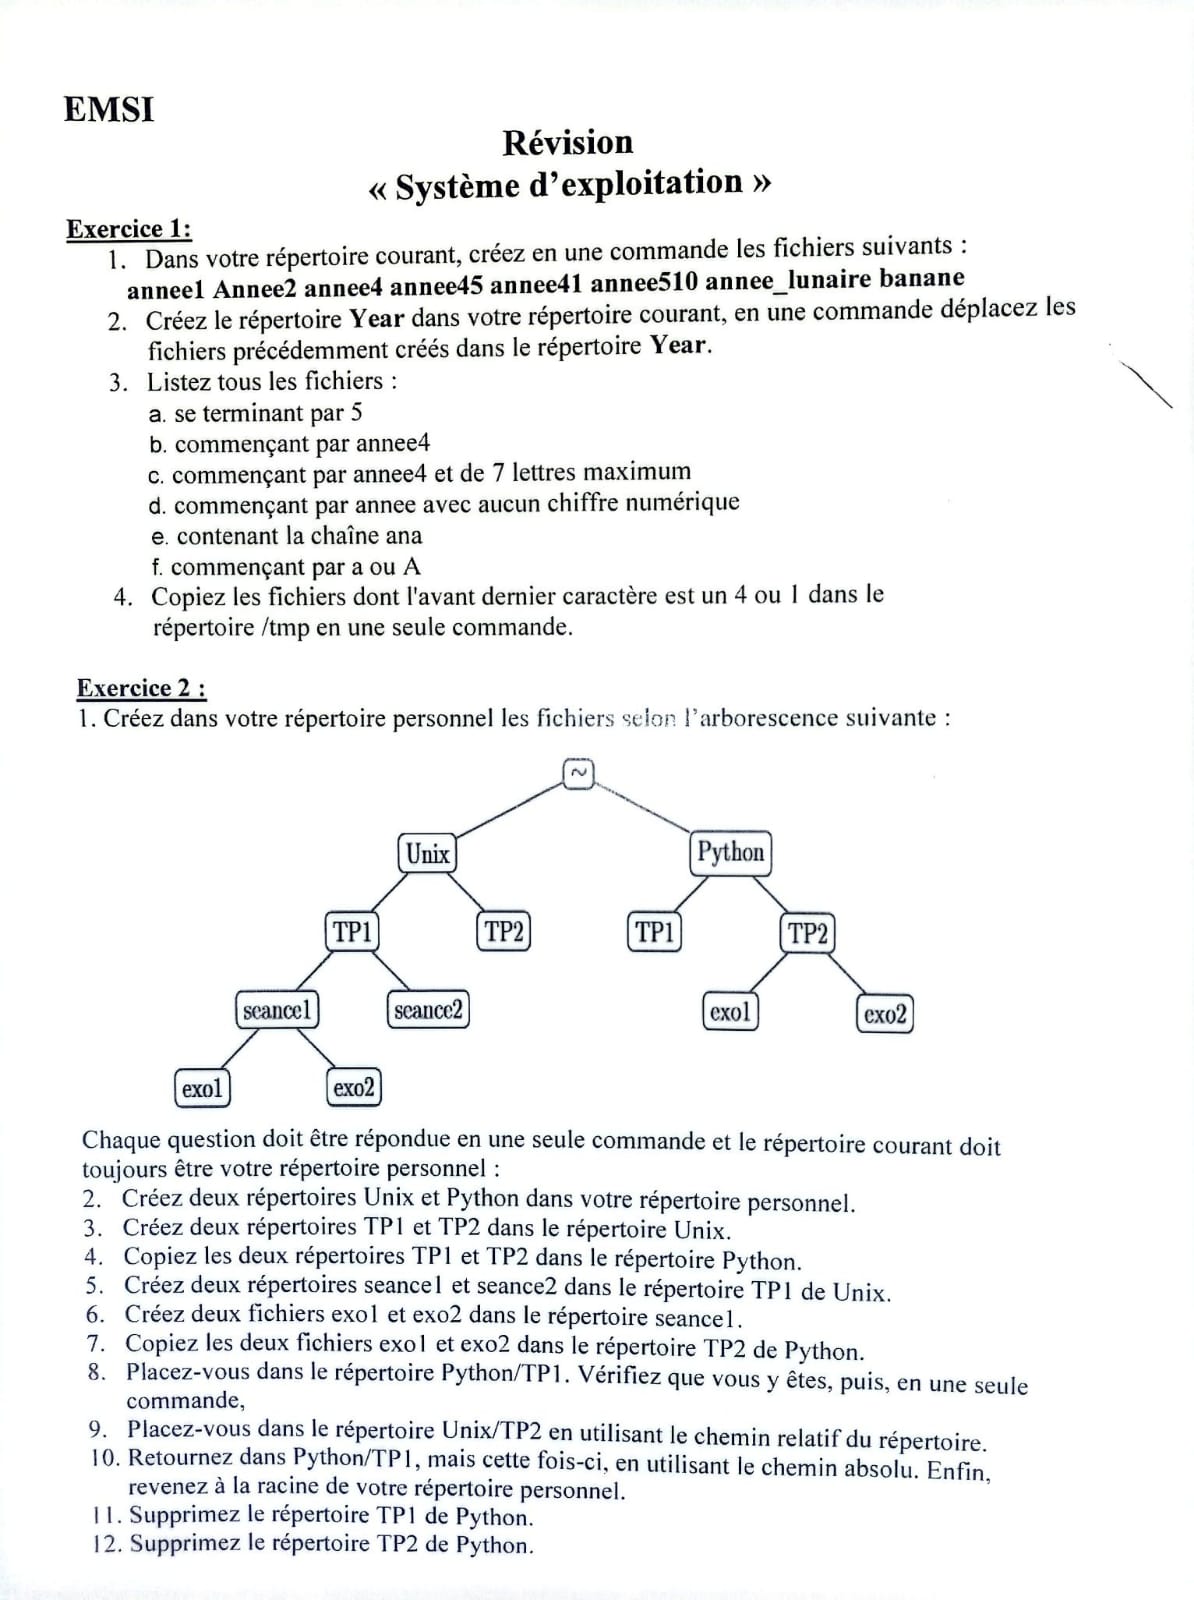 EMSI
Révision
« Système d'exploitation »
Exercice 1:
1. Dans votre répertoire courant, créez en une commande les fichiers suivants :
annee1 Annee2 annee4 annee45 annee41 annee510 annee_lunaire banane
2. Créez le répertoire Year dans votre répertoire courant, en une commande déplacez les
fichiers précédemment créés dans le répertoire Year.
3. Listez tous les fichiers :
a. se terminant par 5
b. commençant par annee4
c. commençant par annee4 et de 7 lettres maximum
d. commençant par annee avec aucun chiffre numérique
e. contenant la chaîne ana
f. commençant par a ou A
4. Copiez les fichiers dont l'avant dernier caractère est un 4 ou 1 dans le
répertoire /tmp en une seule commande.
Exercice 2 :
1. Créez dans votre répertoire personnel les fichiers selon l'arborescence suivante :
~
Unix Python
TP1 TP2 TP1 TP2
seance1 seance2 exo1 exo2
exo1 exo2
Chaque question doit être répondue en une seule commande et le répertoire courant doit
toujours être votre répertoire personnel :
2. Créez deux répertoires Unix et Python dans votre répertoire personnel.
3. Créez deux répertoires TP1 et TP2 dans le répertoire Unix.
4. Copiez les deux répertoires TP1 et TP2 dans le répertoire Python.
5. Créez deux répertoires seance1 et seance2 dans le répertoire TP1 de Unix.
6. Créez deux fichiers exo1 et exo2 dans le répertoire seance1.
7. Copiez les deux fichiers exo1 et exo2 dans le répertoire TP2 de Python.
8. Placez-vous dans le répertoire Python/TP1. Vérifiez que vous y êtes, puis, en une seule
commande,
9. Placez-vous dans le répertoire Unix/TP2 en utilisant le chemin relatif du répertoire.
10. Retournez dans Python/TP1, mais cette fois-ci, en utilisant le chemin absolu. Enfin,
revenez à la racine de votre répertoire personnel.
11. Supprimez le répertoire TP1 de Python.
12. Supprimez le répertoire TP2 de Python.